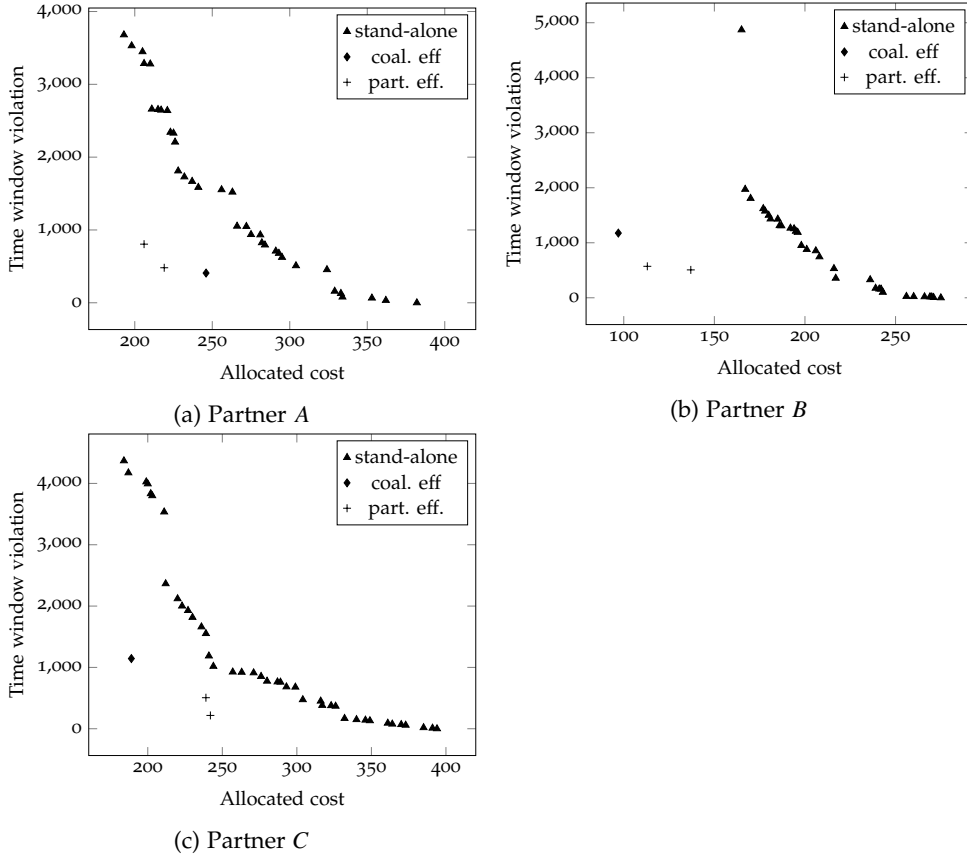 4,000
3,000
2,000
1,000
0
Time window violation
stand-alone
coal. eff
part. eff.
200 250 300 350 400
Allocated cost
(a) Partner A
5,000
4,000
3,000
2,000
1,000
0
Time window violation
stand-alone
coal. eff
part. eff.
100 150 200 250
Allocated cost
(b) Partner B
4,000
3,000
2,000
1,000
0
Time window violation
stand-alone
coal. eff
part. eff.
200 250 300 350 400
Allocated cost
(c) Partner C